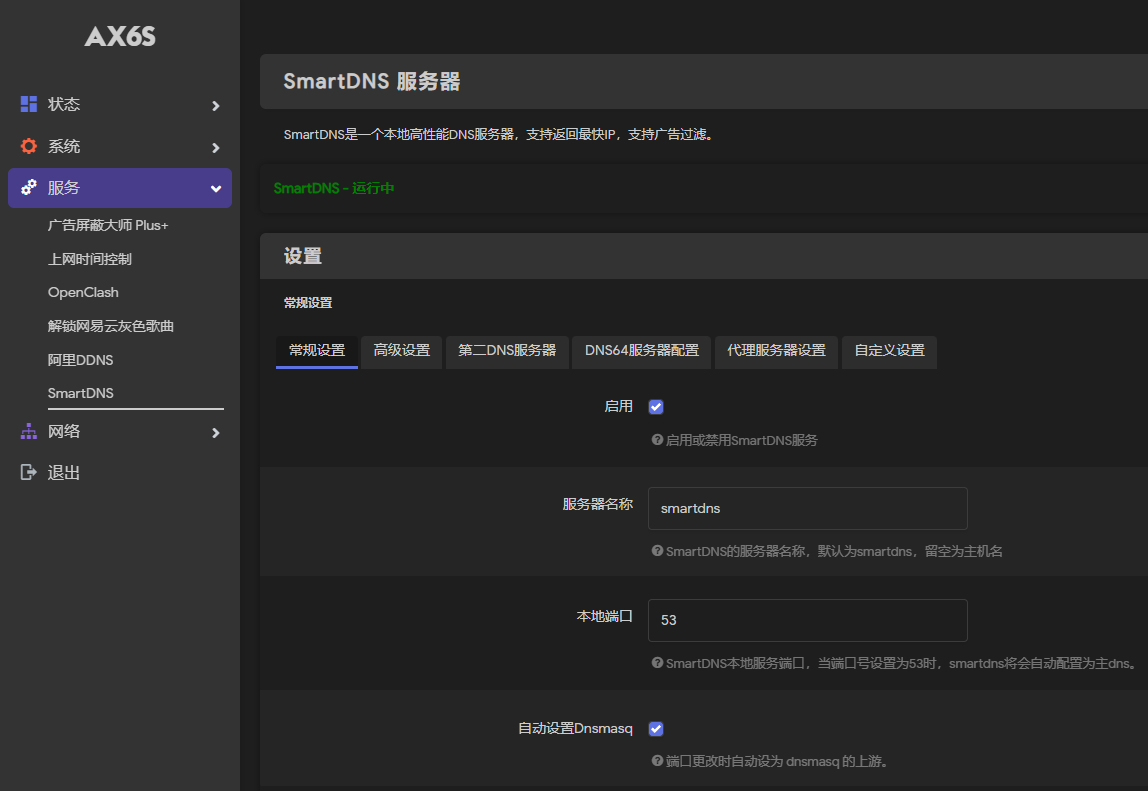 AX6S
状态
系统
服务
广告屏蔽大师 Plus+
上网时间控制
OpenClash
解锁网易云灰色歌曲
阿里DDNS
SmartDNS
网络
退出
SmartDNS 服务器
SmartDNS是一个本地高性能DNS服务器，支持返回最快IP，支持广告过滤。
SmartDNS - 运行中
设置
常规设置
常规设置 高级设置 第二DNS服务器 DNS64服务器配置 代理服务器设置 自定义设置
启用
启用或禁用SmartDNS服务
服务器名称 smartdns
SmartDNS的服务器名称，默认为smartdns，留空为主机名
本地端口 53
SmartDNS本地服务端口，当端口号设置为53时，smartdns将会自动配置为主dns。
自动设置Dnsmasq
端口更改时自动设为 dnsmasq 的上游。